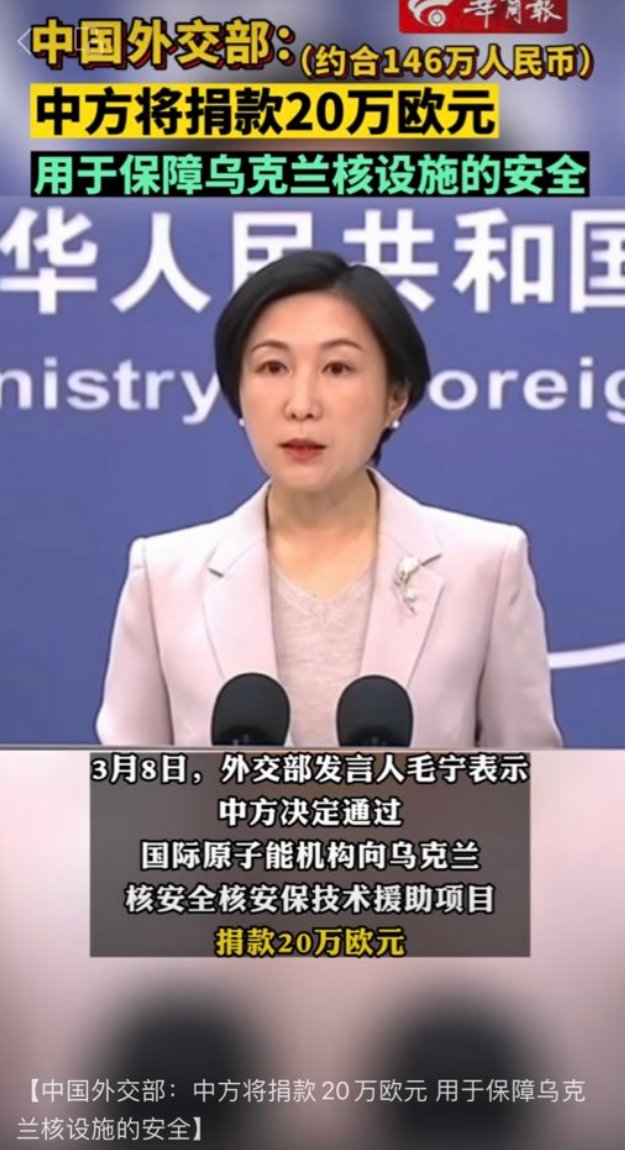 華商報
中国外交部：
（约合146万人民币）
中方将捐款20万欧元
用于保障乌克兰核设施的安全
华人民共和国
nistry Foreig
3月8日，外交部发言人毛宁表示
中方决定通过
国际原子能机构向乌克兰
核安全核安保技术援助项目
捐款20万欧元
【中国外交部：中方将捐款20万欧元 用于保障乌克
兰核设施的安全】